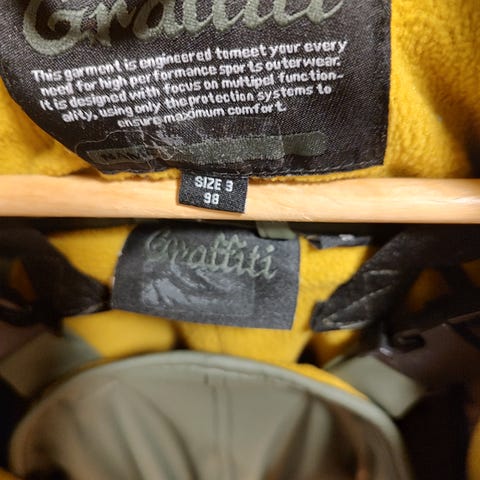 Graffiti
This garment is engineered tomeet your every
need for high performance sports outerwear.
It is designed with focus on multipel function-
ality, using only the protection systems to
ensure maximum comfort.
SIZE 3
98
Graffiti